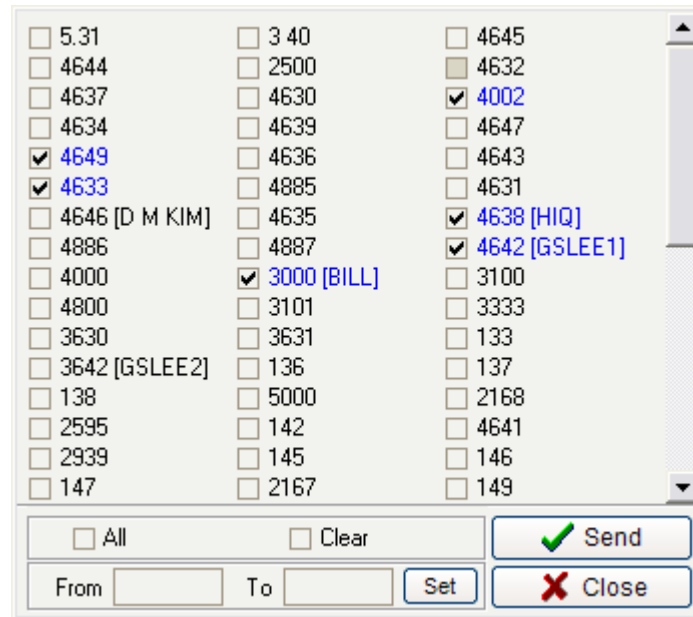 5.31 3 40 4645
4644 2500 4632
4637 4630 4002
4634 4639 4647
4649 4636 4643
4633 4885 4631
4646 [D M KIM] 4635 4638 [HIQ]
4886 4887 4642 [GSLEE1]
4000 3000 [BILL] 3100
4800 3101 3333
3630 3631 133
3642 [GSLEE2] 136 137
138 5000 2168
2595 142 4641
2939 145 146
147 2167 149
All Clear Send
From To Set Close